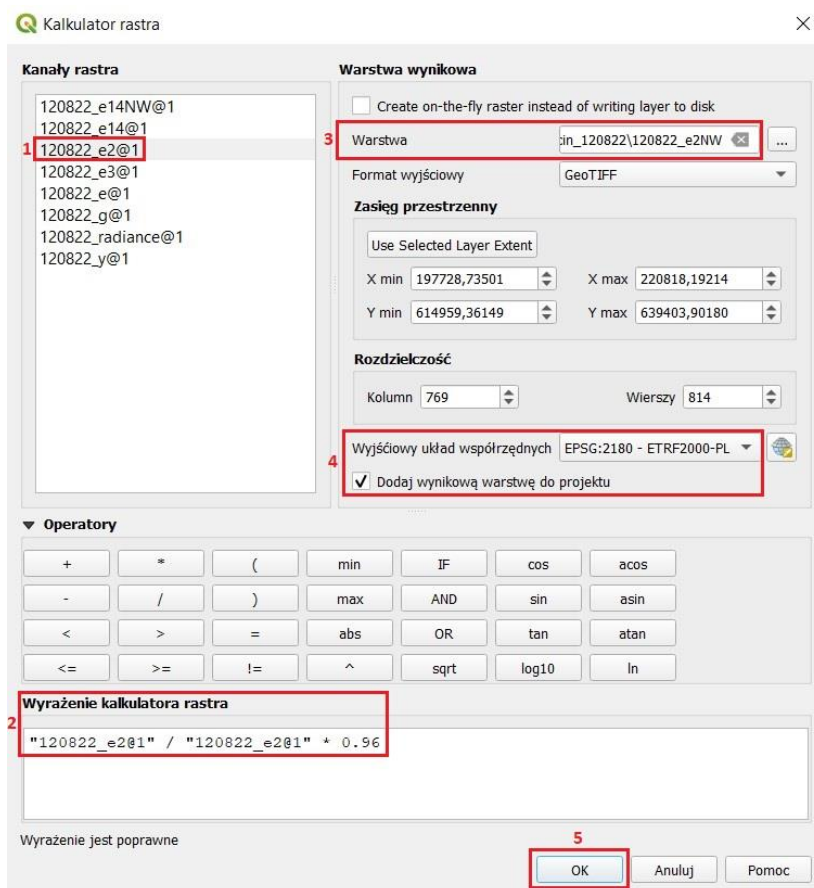 Kalkulator rastra
Kanały rastra
120822_e14NW@1
120822_e14@1
1
120822_e2@1
120822_e3@1
120822_e@1
120822_g@1
120822_radiance@1
120822_y@1
Warstwa wynikowa
Create on-the-fly raster instead of writing layer to disk
3
Warstwa
:in_120822\120822_e2NW
...
Format wyjściowy
GeoTIFF
Zasięg przestrzenny
Use Selected Layer Extent
X min 197728,73501 X max 220818,19214
Y min 614959,36149 Y max 639403,90180
Rozdzielczość
Kolumn 769 Wierszy 814
4
Wyjściowy układ współrzędnych EPSG:2180 - ETRF2000-PL
Dodaj wynikową warstwę do projektu
Operatory
+ * ( min IF cos acos
- / ) max AND sin asin
< > = abs OR tan atan
<= >= != ^ sqrt log10 ln
Wyrażenie kalkulatora rastra
2
"120822_e2@1" / "120822_e2@1" * 0.96
Wyrażenie jest poprawne
5
OK Anuluj Pomoc